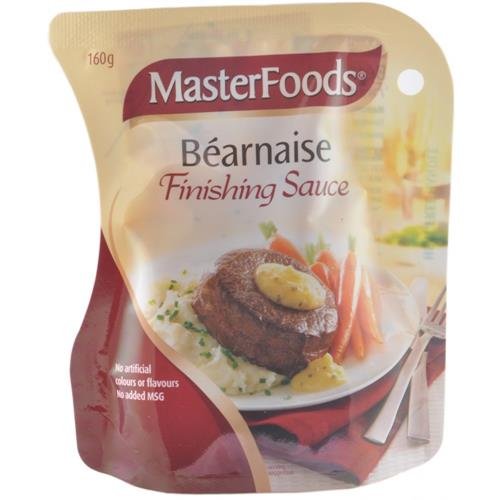 160g
MasterFoods®
Béarnaise
Finishing Sauce
No artificial
colours or flavours
No added MSG